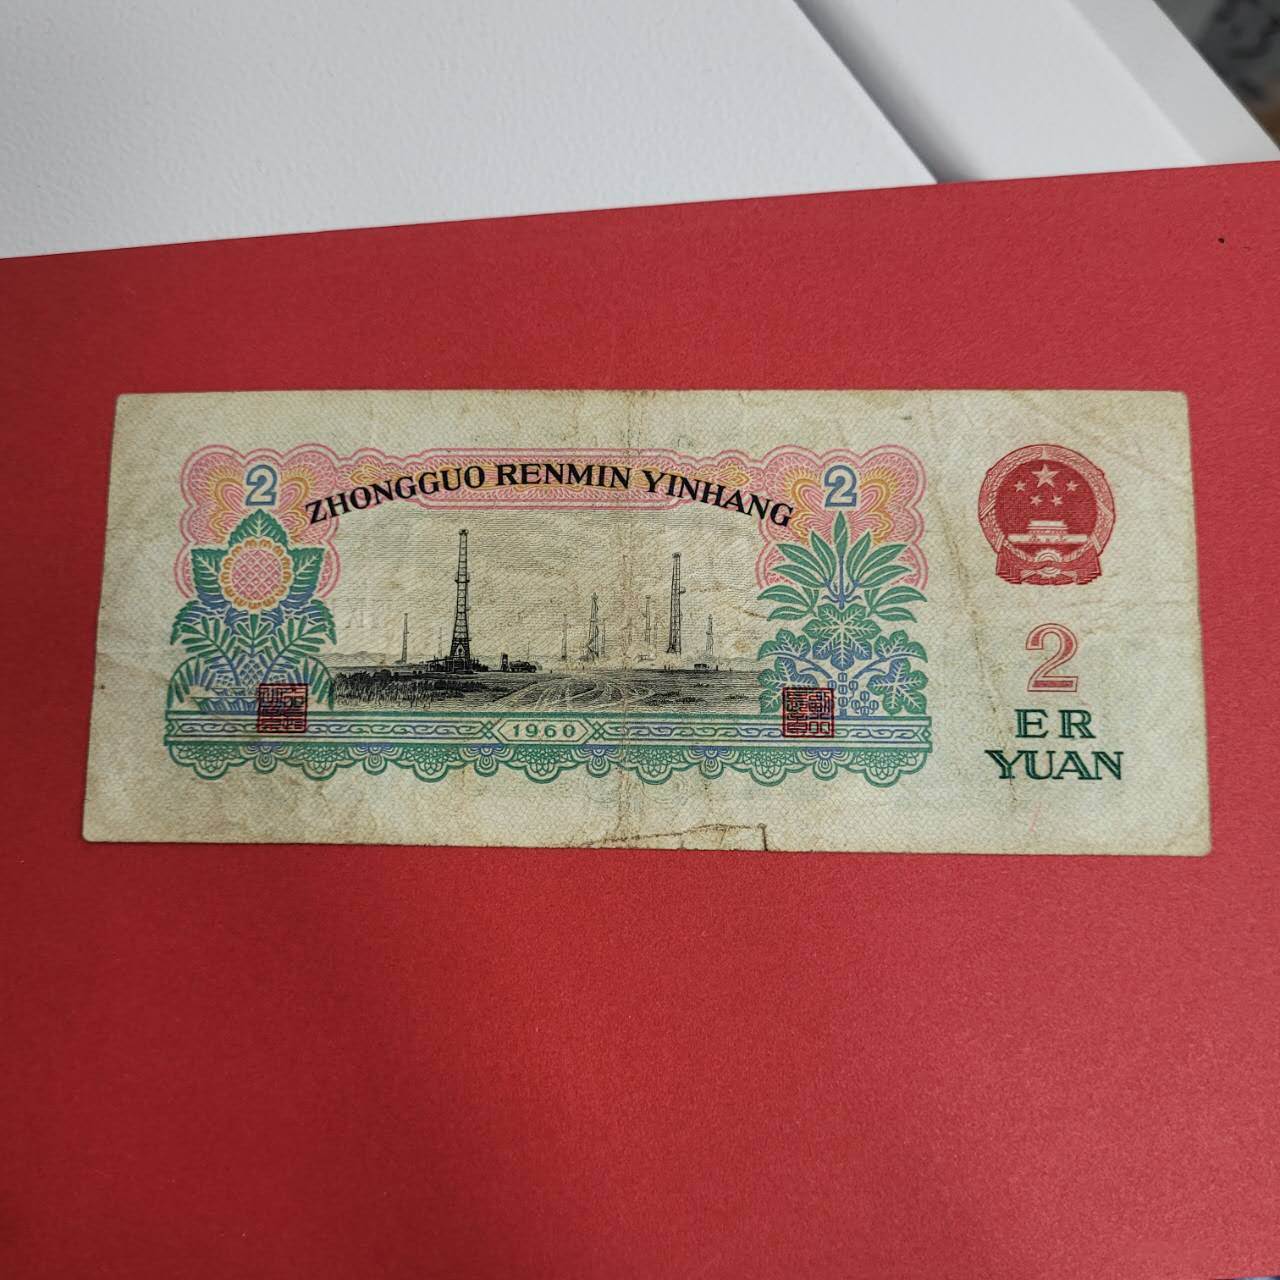 2 2
ZHONGGUO RENMIN YINHANG
2
ER
YUAN
1960